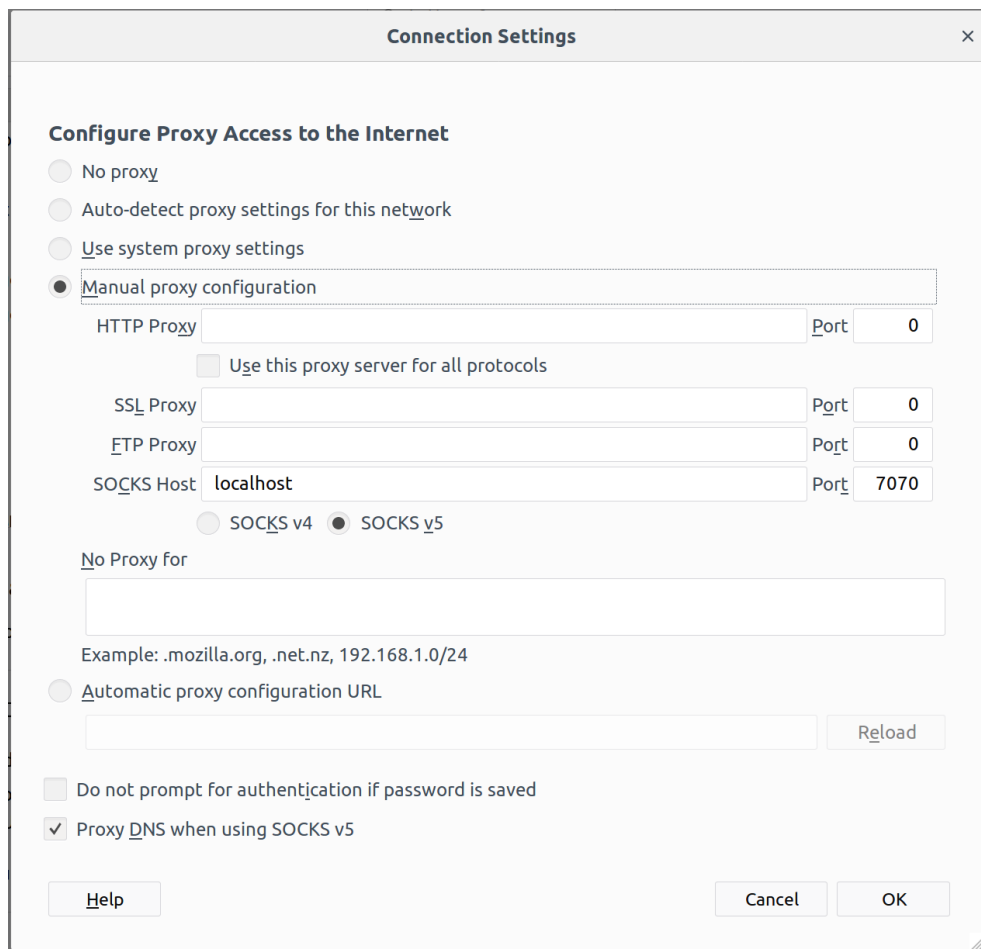 Connection Settings ×
Configure Proxy Access to the Internet
No proxy
Auto-detect proxy settings for this network
Use system proxy settings
Manual proxy configuration
HTTP Proxy Port 0
Use this proxy server for all protocols
SSL Proxy Port 0
FTP Proxy Port 0
SOCKS Host localhost Port 7070
SOCKS v4 SOCKS v5
No Proxy for
Example: .mozilla.org, .net.nz, 192.168.1.0/24
Automatic proxy configuration URL
Reload
Do not prompt for authentication if password is saved
Proxy DNS when using SOCKS v5
Help Cancel OK